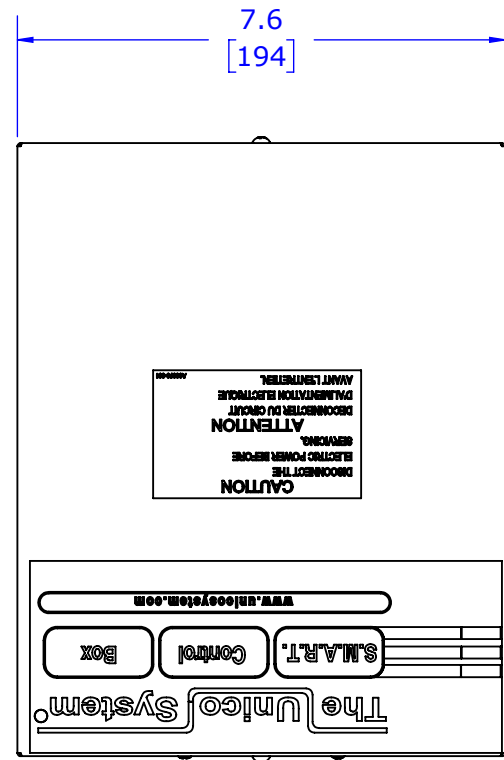 7.6
[194]
The Unico System
S.M.A.R.T. Control Box
www.unicosystem.com
CAUTION
DISCONNECT THE
ELECTRIC POWER BEFORE
SERVICING.
ATTENTION
DECONNECTER DU CIRCUIT
D'ALIMENTATION ELECTRIQUE
AVANT L'ENTRETIEN.